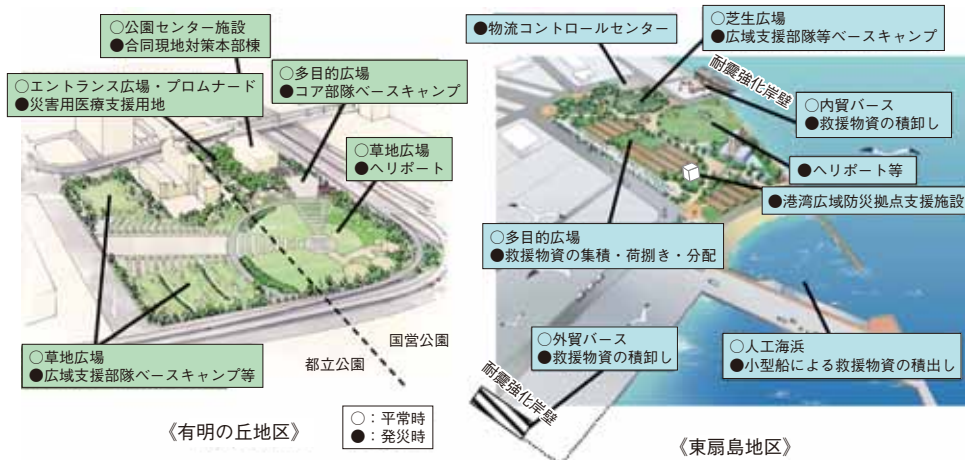 ○公園センター施設
●合同現地対策本部棟
○エントランス広場・プロムナード
●災害用医療支援用地
○多目的広場
●コア部隊ベースキャンプ
○草地広場
●ヘリポート
○草地広場
●広域支援部隊ベースキャンプ等
国営公園
都立公園
○：平常時
●：発災時
《有明の丘地区》
●物流コントロールセンター
○芝生広場
●広域支援部隊等ベースキャンプ
耐震強化岸壁
○内貿バース
●救援物資の積卸し
●ヘリポート等
●港湾広域防災拠点支援施設
○多目的広場
●救援物資の集積・荷捌き・分配
○外貿バース
●救援物資の積卸し
○人工海浜
●小型船による救援物資の積出し
耐震強化岸壁
《東扇島地区》